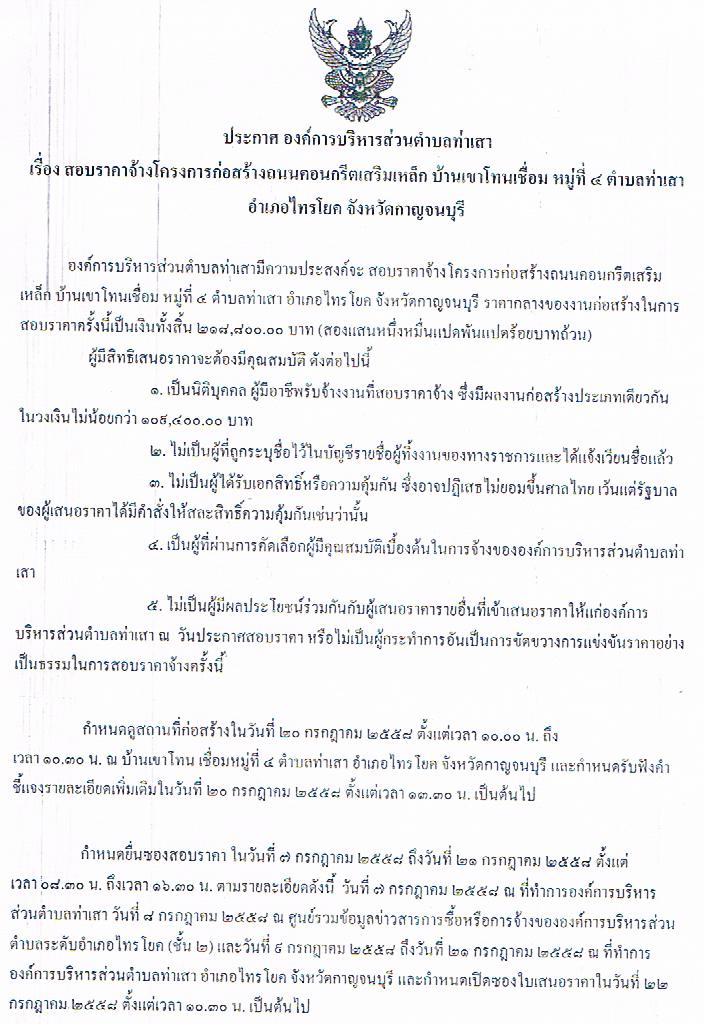 ประกาศ องค์การบริหารส่วนตำบลท่าเสา
เรื่อง สอบราคาจ้างโครงการก่อสร้างถนนคอนกรีตเสริมเหล็ก บ้านเขาโทนเชื่อม หมู่ที่ ๔ ตำบลท่าเสา
อำเภอไทรโยค จังหวัดกาญจนบุรี
องค์การบริหารส่วนตำบลท่าเสามีความประสงค์จะ สอบราคาจ้างโครงการก่อสร้างถนนคอนกรีตเสริม
เหล็ก บ้านเขาโทนเชื่อม หมู่ที่ ๔ ตำบลท่าเสา อำเภอไทรโยค จังหวัดกาญจนบุรี ราคากลางของงานก่อสร้างในการ
สอบราคาครั้งนี้เป็นเงินทั้งสิ้น ๒๑๘,๘๐๐.๐๐ บาท (สองแสนหนึ่งหมื่นแปดพันแปดร้อยบาทถ้วน)
ผู้มีสิทธิเสนอราคาจะต้องมีคุณสมบัติ ดังต่อไปนี้
๑. เป็นนิติบุคคล ผู้มีอาชีพรับจ้างงานที่สอบราคาจ้าง ซึ่งมีผลงานก่อสร้างประเภทเดียวกัน
ในวงเงินไม่น้อยกว่า ๑๐๙,๔๐๐.๐๐ บาท
๒. ไม่เป็นผู้ที่ถูกระบุชื่อไว้ในบัญชีรายชื่อผู้ทิ้งงานของทางราชการและได้แจ้งเวียนชื่อแล้ว
๓. ไม่เป็นผู้ได้รับเอกสิทธิ์หรือความคุ้มกัน ซึ่งอาจปฏิเสธไม่ยอมขึ้นศาลไทย เว้นแต่รัฐบาล
ของผู้เสนอราคาได้มีคำสั่งให้สละสิทธิ์ความคุ้มกันเช่นว่านั้น
๔. เป็นผู้ที่ผ่านการคัดเลือกผู้มีคุณสมบัติเบื้องต้นในการจ้างขององค์การบริหารส่วนตำบลท่า
เสา
๕. ไม่เป็นผู้มีผลประโยชน์ร่วมกันกับผู้เสนอราคารายอื่นที่เข้าเสนอราคาให้แก่องค์การ
บริหารส่วนตำบลท่าเสา ณ วันประกาศสอบราคา หรือไม่เป็นผู้กระทำการอันเป็นการขัดขวางการแข่งขันราคาอย่าง
เป็นธรรมในการสอบราคาจ้างครั้งนี้
กำหนดดูสถานที่ก่อสร้างในวันที่ ๒๐ กรกฎาคม ๒๕๕๘ ตั้งแต่เวลา ๑๐.๐๐ น. ถึง
เวลา ๑๐.๓๐ น. ณ บ้านเขาโทน เชื่อมหมู่ที่ ๔ ตำบลท่าเสา อำเภอไทรโยค จังหวัดกาญจนบุรี และกำหนดรับฟังคำ
ชี้แจงรายละเอียดเพิ่มเติมในวันที่ ๒๐ กรกฎาคม ๒๕๕๘ ตั้งแต่เวลา ๑๓.๓๐ น. เป็นต้นไป
กำหนดยื่นซองสอบราคา ในวันที่ ๗ กรกฎาคม ๒๕๕๘ ถึงวันที่ ๒๑ กรกฎาคม ๒๕๕๘ ตั้งแต่
เวลา ๐๘.๓๐ น. ถึงเวลา ๑๖.๓๐ น. ตามรายละเอียดดังนี้ วันที่ ๗ กรกฎาคม ๒๕๕๘ ณ ที่ทำการองค์การบริหาร
ส่วนตำบลท่าเสา วันที่ ๘ กรกฎาคม ๒๕๕๘ ณ ศูนย์รวมข้อมูลข่าวสารการซื้อหรือการจ้างขององค์การบริหารส่วน
ตำบลระดับอำเภอไทรโยค (ชั้น ๒) และวันที่ ๙ กรกฎาคม ๒๕๕๘ ถึงวันที่ ๒๑ กรกฎาคม ๒๕๕๘ ณ ที่ทำการ
องค์การบริหารส่วนตำบลท่าเสา อำเภอไทรโยค จังหวัดกาญจนบุรี และกำหนดเปิดซองใบเสนอราคาในวันที่ ๒๒
กรกฎาคม ๒๕๕๘ ตั้งแต่เวลา ๑๐.๓๐ น. เป็นต้นไป